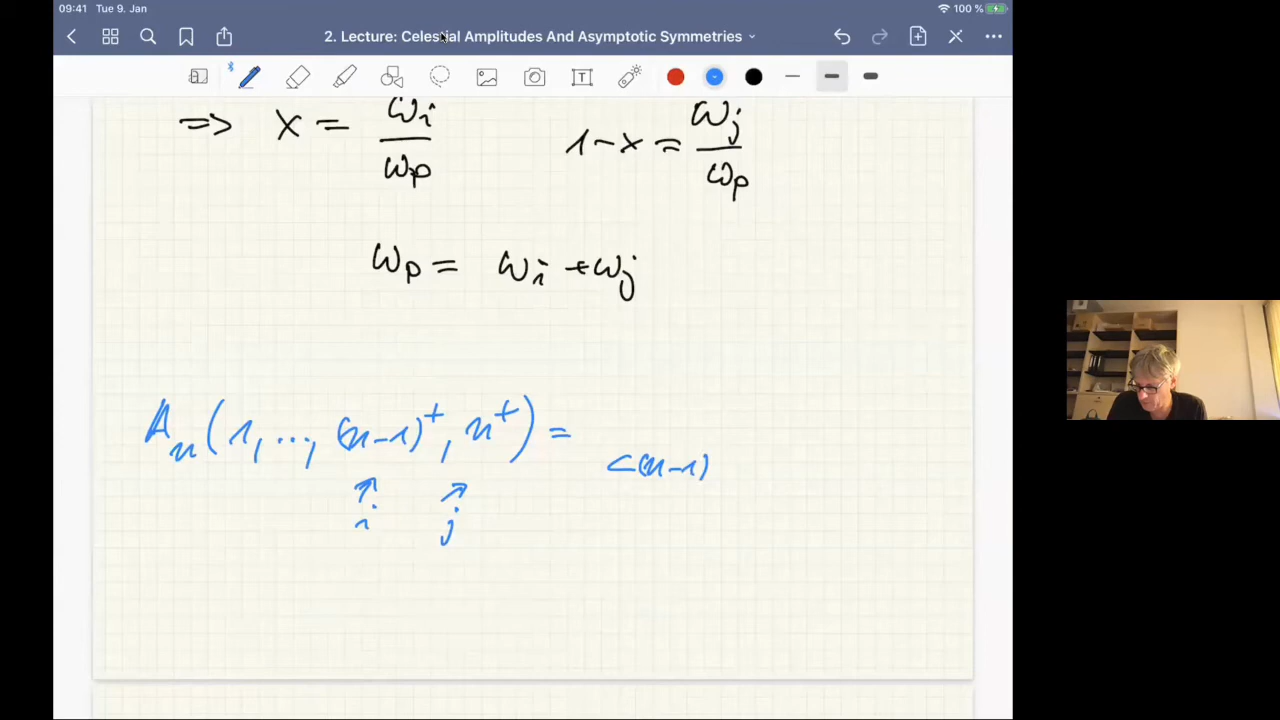 09:41 Tue 9. Jan 100 %
2. Lecture: Celestial Amplitudes And Asymptotic Symmetries
=> x = ωi / ωp    1-x = ωj / ωp
ωp = ωi + ωj
An(1, ..., (n-1)⁺, n⁺) =
<(n-1)
↑ ↑
i j